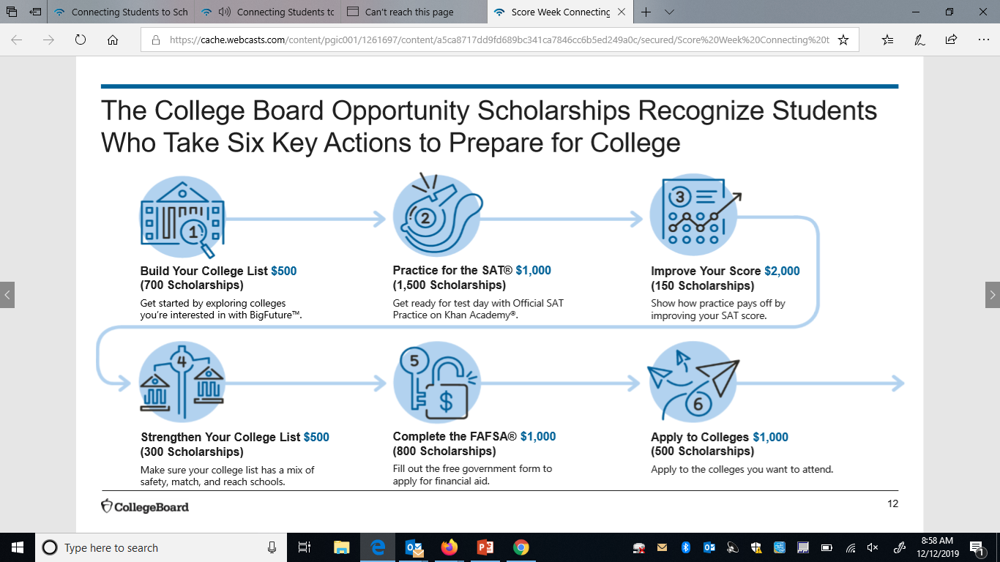 Connecting Students to Sch
Connecting Students to
Can't reach this page
Score Week Connecting
https://cache.webcasts.com/content/pgic001/1261697/content/a5ca8717dd9fd689bc341ca7846cc6b5ed249a0c/secured/Score%20Week%20Connecting%20t
The College Board Opportunity Scholarships Recognize Students
Who Take Six Key Actions to Prepare for College
1
2
3
Build Your College List $500
(700 Scholarships)
Get started by exploring colleges
you're interested in with BigFuture™.
Practice for the SAT® $1,000
(1,500 Scholarships)
Get ready for test day with Official SAT
Practice on Khan Academy®.
Improve Your Score $2,000
(150 Scholarships)
Show how practice pays off by
improving your SAT score.
4
5
$
6
Strengthen Your College List $500
(300 Scholarships)
Make sure your college list has a mix of
safety, match, and reach schools.
Complete the FAFSA® $1,000
(800 Scholarships)
Fill out the free government form to
apply for financial aid.
Apply to Colleges $1,000
(500 Scholarships)
Apply to the colleges you want to attend.
CollegeBoard
12
Type here to search
8:58 AM
12/12/2019
1